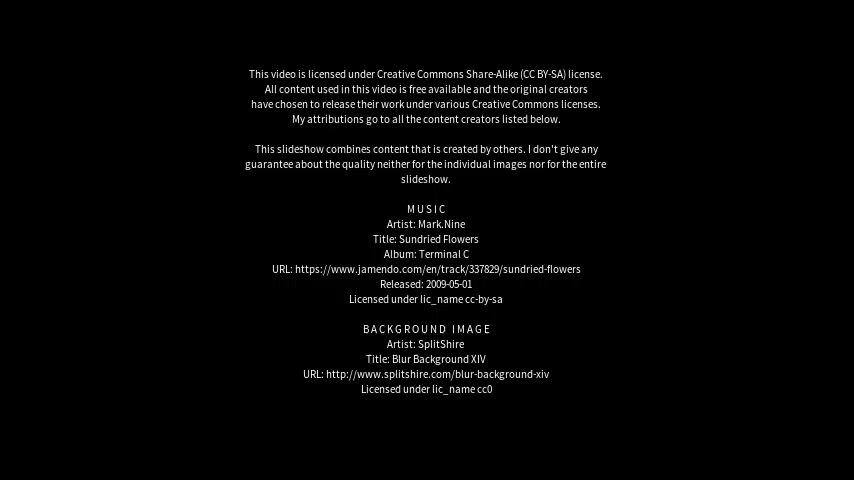 This video is licensed under Creative Commons Share-Alike (CC BY-SA) license.
All content used in this video is free available and the original creators
have chosen to release their work under various Creative Commons licenses.
My attributions go to all the content creators listed below.
This slideshow combines content that is created by others. I don't give any
guarantee about the quality neither for the individual images nor for the entire
slideshow.
MUSIC
Artist: Mark.Nine
Title: Sundried Flowers
Album: Terminal C
URL: https://www.jamendo.com/en/track/337829/sundried-flowers
Released: 2009-05-01
Licensed under lic_name cc-by-sa
BACKGROUND IMAGE
Artist: SplitShire
Title: Blur Background XIV
URL: http://www.splitshire.com/blur-background-xiv
Licensed under lic_name cc0